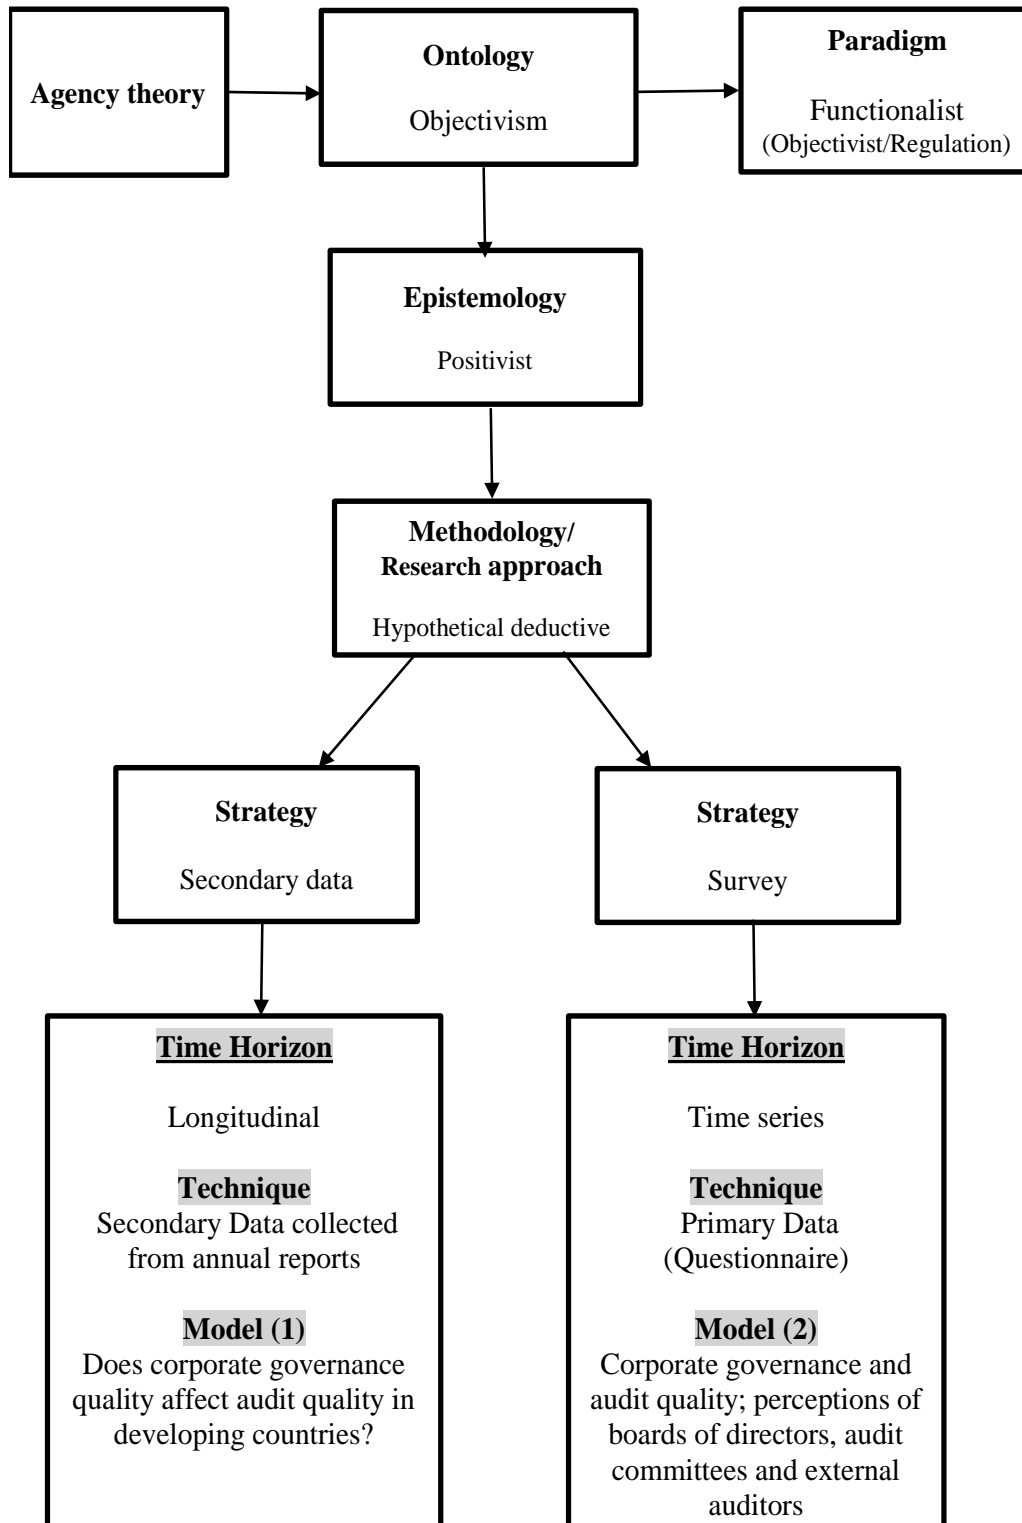 Agency theory
Ontology
Objectivism
Paradigm
Functionalist
(Objectivist/Regulation)
Epistemology
Positivist
Methodology/
Research approach
Hypothetical deductive
Strategy
Secondary data
Strategy
Survey
Time Horizon
Longitudinal
Technique
Secondary Data collected
from annual reports
Model (1)
Does corporate governance
quality affect audit quality in
developing countries?
Time Horizon
Time series
Technique
Primary Data
(Questionnaire)
Model (2)
Corporate governance and
audit quality; perceptions of
boards of directors, audit
committees and external
auditors